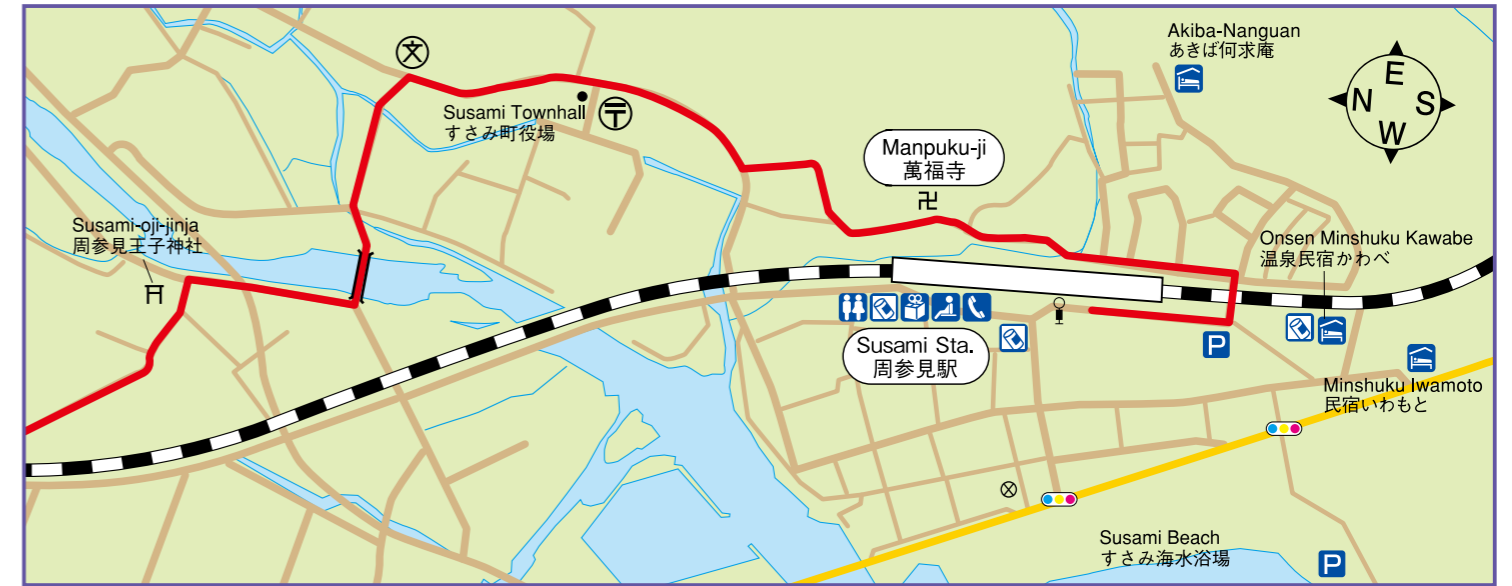 Akiba-Nanguan
あきば何求庵
E
N
S
W
文
Susami Townhall
すさみ町役場
〒
Manpuku-ji
萬福寺
卍
Susami-oji-jinja
周参見王子神社
Onsen Minshuku Kawabe
温泉民宿かわべ
Susami Sta.
周参見駅
P
Minshuku Iwamoto
民宿いわもと
Susami Beach
すさみ海水浴場
P